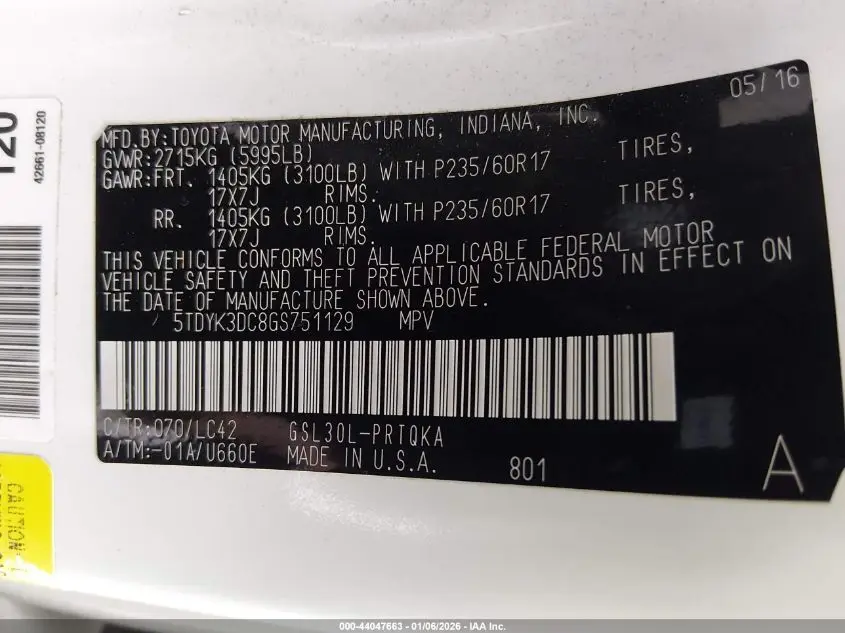 05/16
MFD.BY:TOYOTA MOTOR MANUFACTURING, INDIANA, INC.
GVWR:2715KG (5995LB)
GAWR:FRT. 1405KG (3100LB) WITH P235/60R17 TIRES,
17X7J RIMS.
RR. 1405KG (3100LB) WITH P235/60R17 TIRES,
17X7J RIMS.
THIS VEHICLE CONFORMS TO ALL APPLICABLE FEDERAL MOTOR
VEHICLE SAFETY AND THEFT PREVENTION STANDARDS IN EFFECT ON
THE DATE OF MANUFACTURE SHOWN ABOVE.
5TDYK3DC8GS751129 MPV
C/TR:070/LC42 GSL30L-PRTQKA
A/TM:-01A/U660E MADE IN U.S.A.
801
A
120
42661-08120
CAUTION
000-44047663 - 01/06/2026 - IAA Inc.